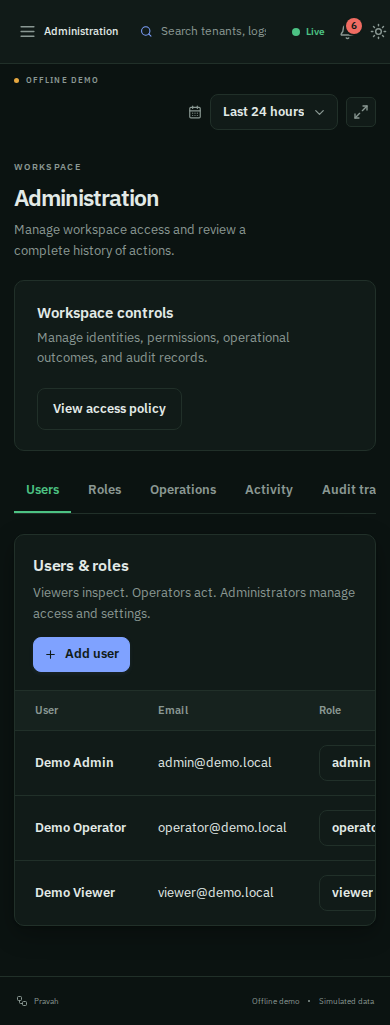 Administration
Search tenants, logs
Live
6
OFFLINE DEMO
Last 24 hours
WORKSPACE
Administration
Manage workspace access and review a
complete history of actions.
Workspace controls
Manage identities, permissions, operational
outcomes, and audit records.
View access policy
Users Roles Operations Activity Audit tra
Users & roles
Viewers inspect. Operators act. Administrators manage
access and settings.
+ Add user
User Email Role
Demo Admin admin@demo.local admin
Demo Operator operator@demo.local operato
Demo Viewer viewer@demo.local viewer
Pravah Offline demo • Simulated data